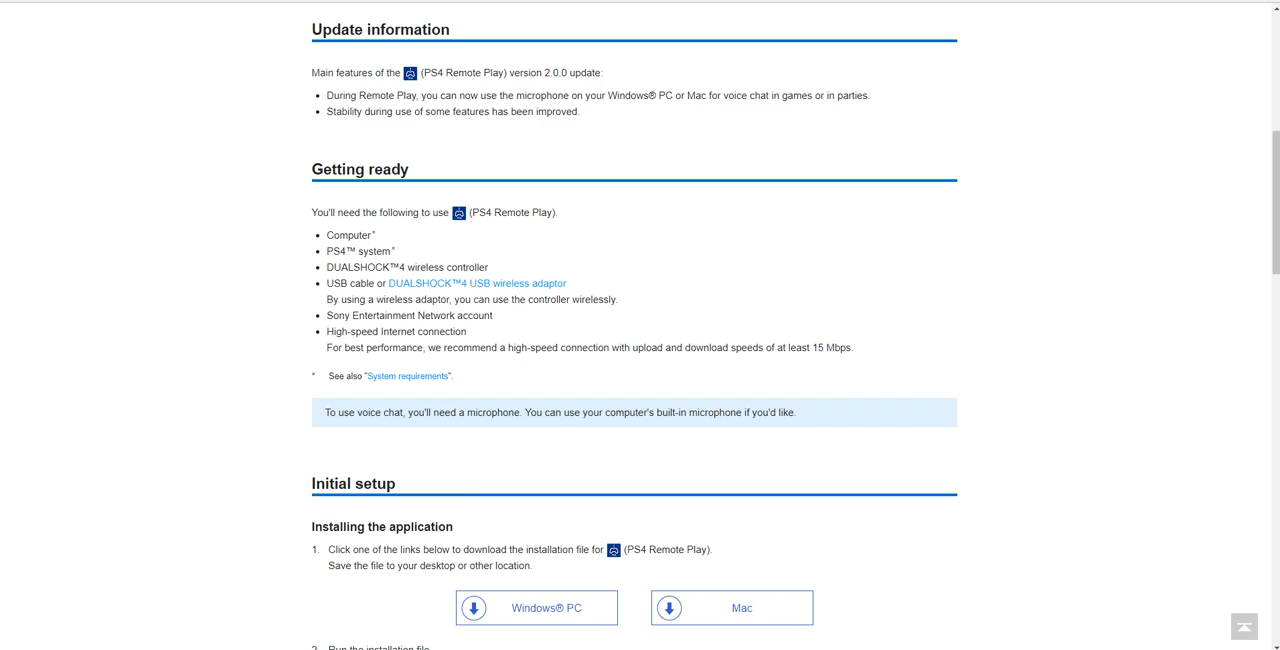 Update information
Main features of the (PS4 Remote Play) version 2.0.0 update:
During Remote Play, you can now use the microphone on your Windows® PC or Mac for voice chat in games or in parties.
Stability during use of some features has been improved.
Getting ready
You'll need the following to use (PS4 Remote Play).
Computer*
PS4™ system*
DUALSHOCK™4 wireless controller
USB cable or DUALSHOCK™4 USB wireless adaptor
By using a wireless adaptor, you can use the controller wirelessly.
Sony Entertainment Network account
High-speed Internet connection
For best performance, we recommend a high-speed connection with upload and download speeds of at least 15 Mbps.
* See also "System requirements".
To use voice chat, you'll need a microphone. You can use your computer's built-in microphone if you'd like.
Initial setup
Installing the application
1. Click one of the links below to download the installation file for (PS4 Remote Play).
Save the file to your desktop or other location.
Windows® PC Mac
2. Run the installation file.